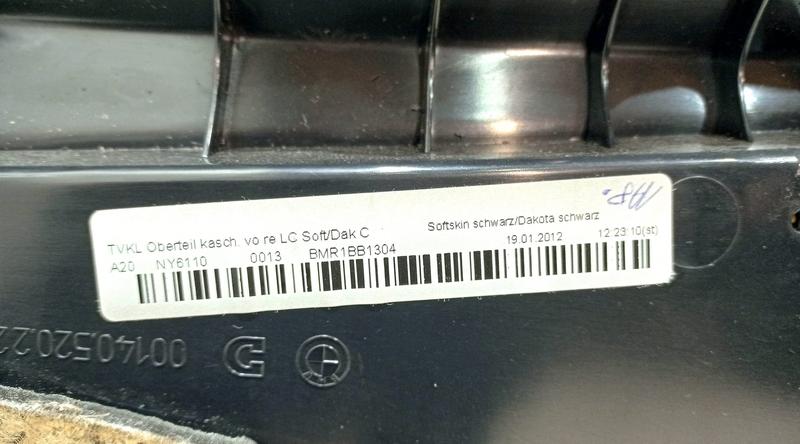 TVKL Oberteil kasch. vo re LC Soft/Dak C Softskin schwarz/Dakota schwarz
A20 NY6110 0013 BMR1BB1304 19.01.2012 12:23:10(st)